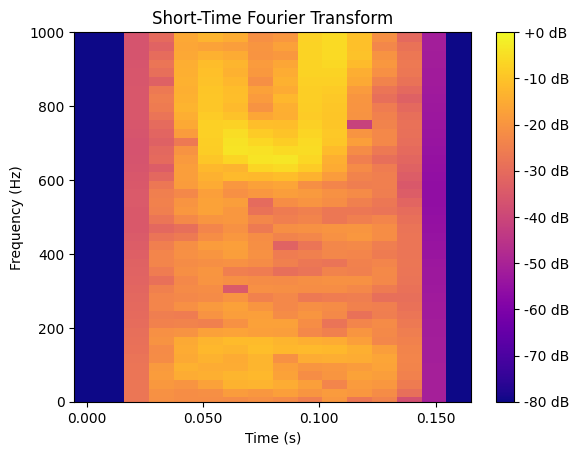 Short-Time Fourier Transform
1000
800
600
400
200
0
Frequency (Hz)
0.000
0.050
0.100
0.150
Time (s)
+0 dB
-10 dB
-20 dB
-30 dB
-40 dB
-50 dB
-60 dB
-70 dB
-80 dB